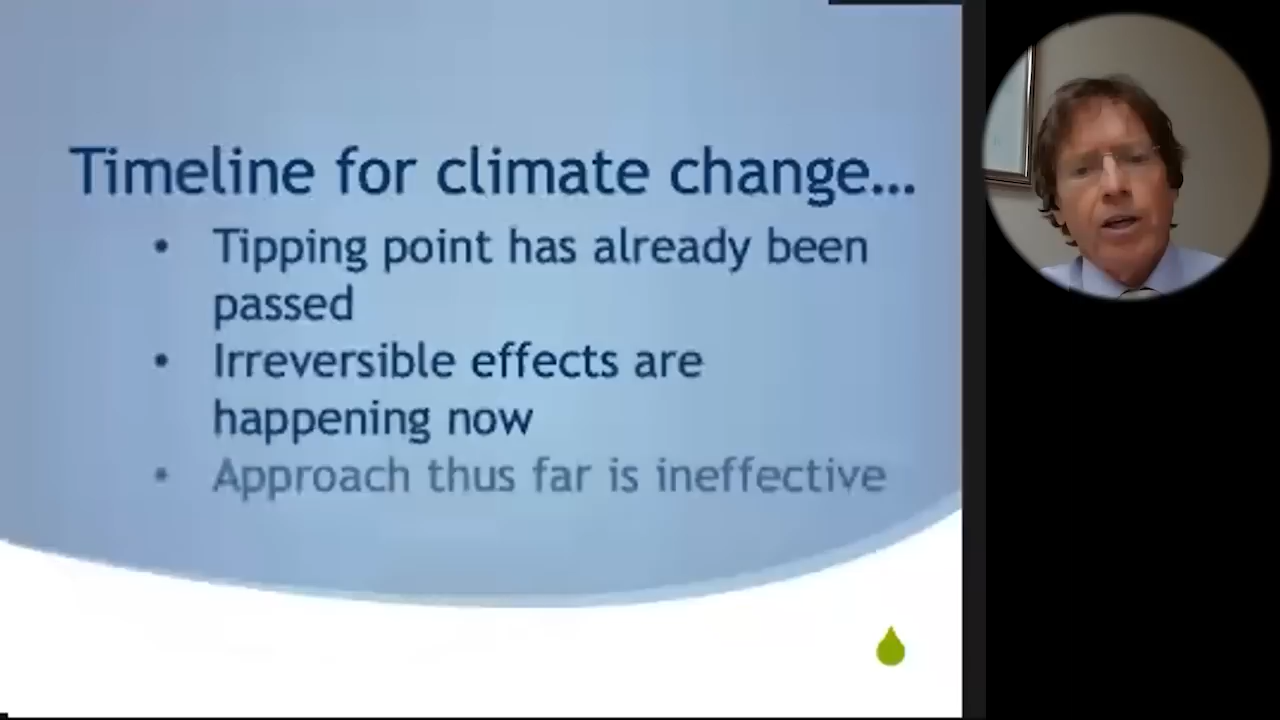 Timeline for climate change...
• Tipping point has already been
passed
• Irreversible effects are
happening now
• Approach thus far is ineffective